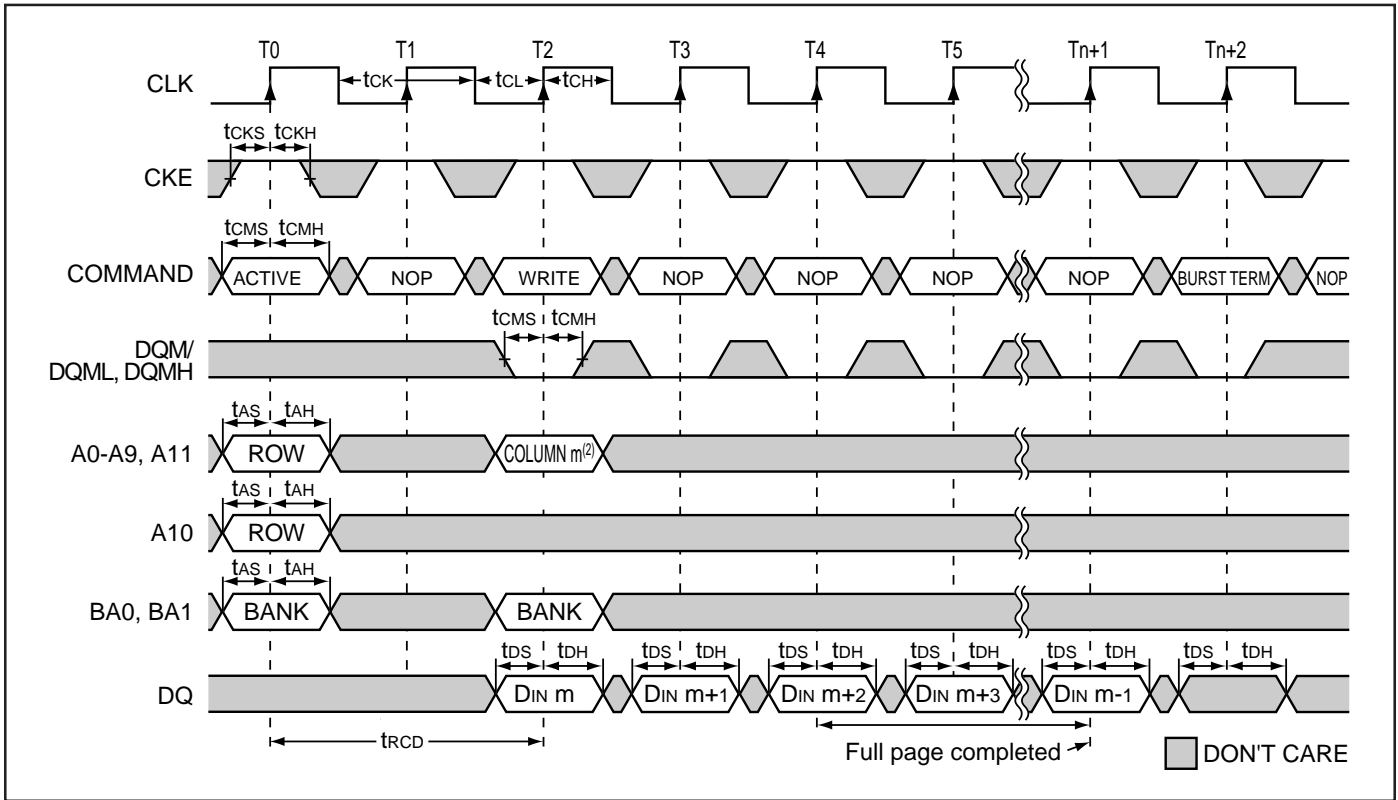 T0 T1 T2 T3 T4 T5 Tn+1 Tn+2
CLK tCK tCL tCH
tCKS tCKH
CKE
tCMS tCMH
COMMAND ACTIVE NOP WRITE NOP NOP NOP NOP BURST TERM NOP
tCMS tCMH
DQM/
DQML, DQMH
tAS tAH
A0-A9, A11 ROW COLUMN m(2)
tAS tAH
A10 ROW
tAS tAH
BA0, BA1 BANK BANK
tDS tDH tDS tDH tDS tDH tDS tDH tDS tDH tDS tDH
DQ DIN m DIN m+1 DIN m+2 DIN m+3 DIN m-1
tRCD
Full page completed
DON'T CARE